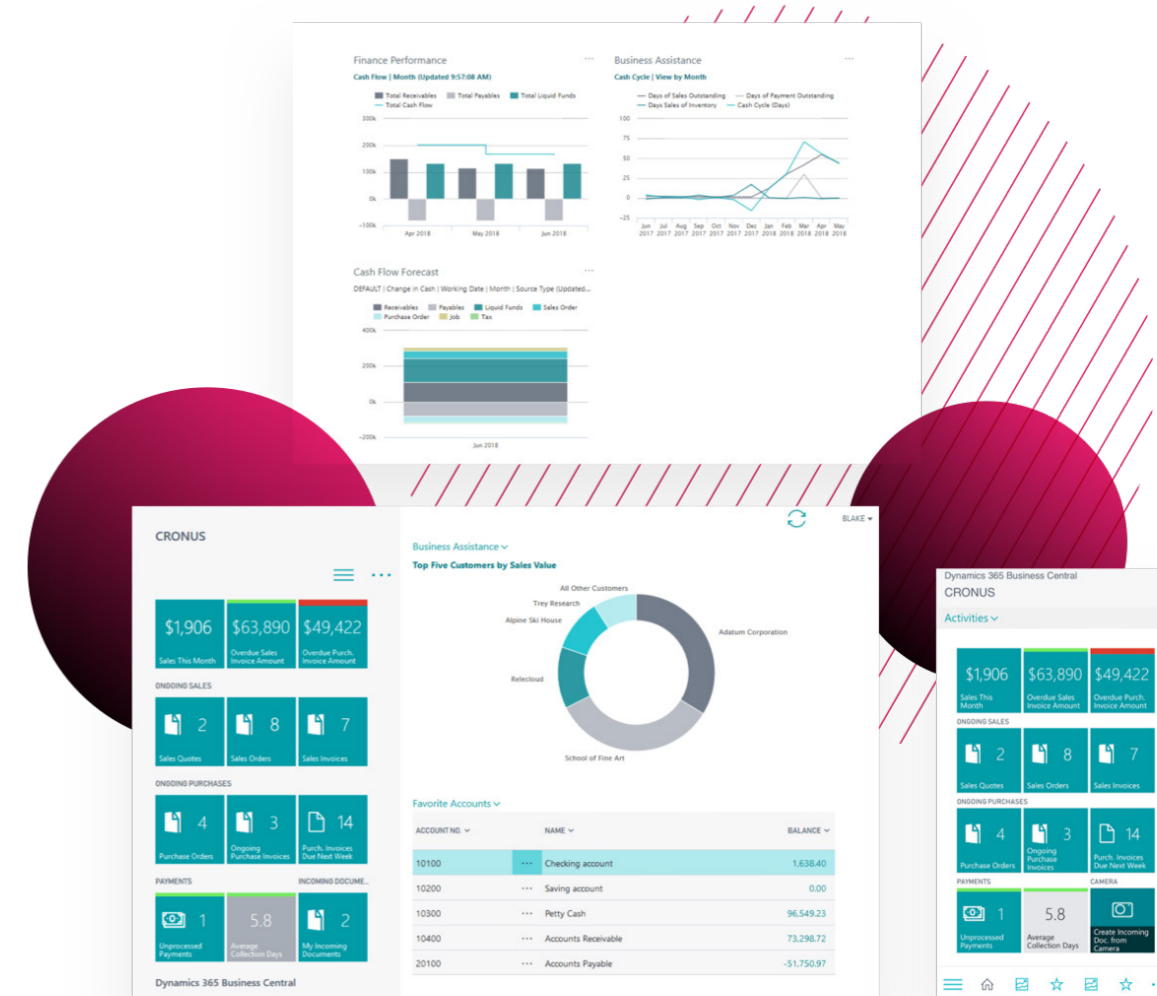 Finance Performance
Cash Flow | Month (Updated 9:57:08 AM)
Total Receivables Total Payables Total Liquid Funds
Total Cash Flow
300k
200k
100k
0k
-100k
Apr 2018 May 2018 Jun 2018
Business Assistance
Cash Cycle | View by Month
Days of Sales Outstanding Days of Payment Outstanding
Days Sales of Inventory Cash Cycle (Days)
100
75
50
25
0
-25
Jun Jul Aug Sep Oct Nov Dec Jan Feb Mar Apr May
2017 2017 2017 2017 2017 2017 2017 2018 2018 2018 2018 2018
Cash Flow Forecast
DEFAULT | Change in Cash | Working Date | Month | Source Type (Updated...
Receivables Payables Liquid Funds Sales Order
Purchase Order Job Tax
400k
200k
0k
-200k
Jun 2018
CRONUS
$1,906 $63,890 $49,422
Sales This Month
Overdue Sales
Invoice Amount
Overdue Purch.
Invoice Amount
ONGOING SALES
2 8 7
Sales Quotes Sales Orders Sales Invoices
ONGOING PURCHASES
4 3 14
Purchase Orders
Ongoing
Purchase Invoices
Purch. Invoices
Due Next Week
PAYMENTS INCOMING DOCUME...
1 5.8 2
Unprocessed
Payments
Average
Collection Days
My Incoming
Documents
Dynamics 365 Business Central
BLAKE
Business Assistance
Top Five Customers by Sales Value
All Other Customers
Trey Research
Alpine Ski House
Adatum Corporation
Relecloud
School of Fine Art
Favorite Accounts
ACCOUNT NO. NAME BALANCE
10100 Checking account 1,638.40
10200 Saving account 0.00
10300 Petty Cash 96,549.23
10400 Accounts Receivable 73,298.72
20100 Accounts Payable -51,750.97
Dynamics 365 Business Central
CRONUS
Activities
$1,906 $63,890 $49,422
Sales This
Month
Overdue Sales
Invoice Amount
Overdue Purch.
Invoice Amount
ONGOING SALES
2 8 7
Sales Quotes Sales Orders Sales Invoices
ONGOING PURCHASES
4 3 14
Purchase Orders
Ongoing
Purchase
Invoices
Purch. Invoices
Due Next Week
PAYMENTS CAMERA
1 5.8
Unprocessed
Payments
Average
Collection Days
Create Incoming
Doc. from
Camera